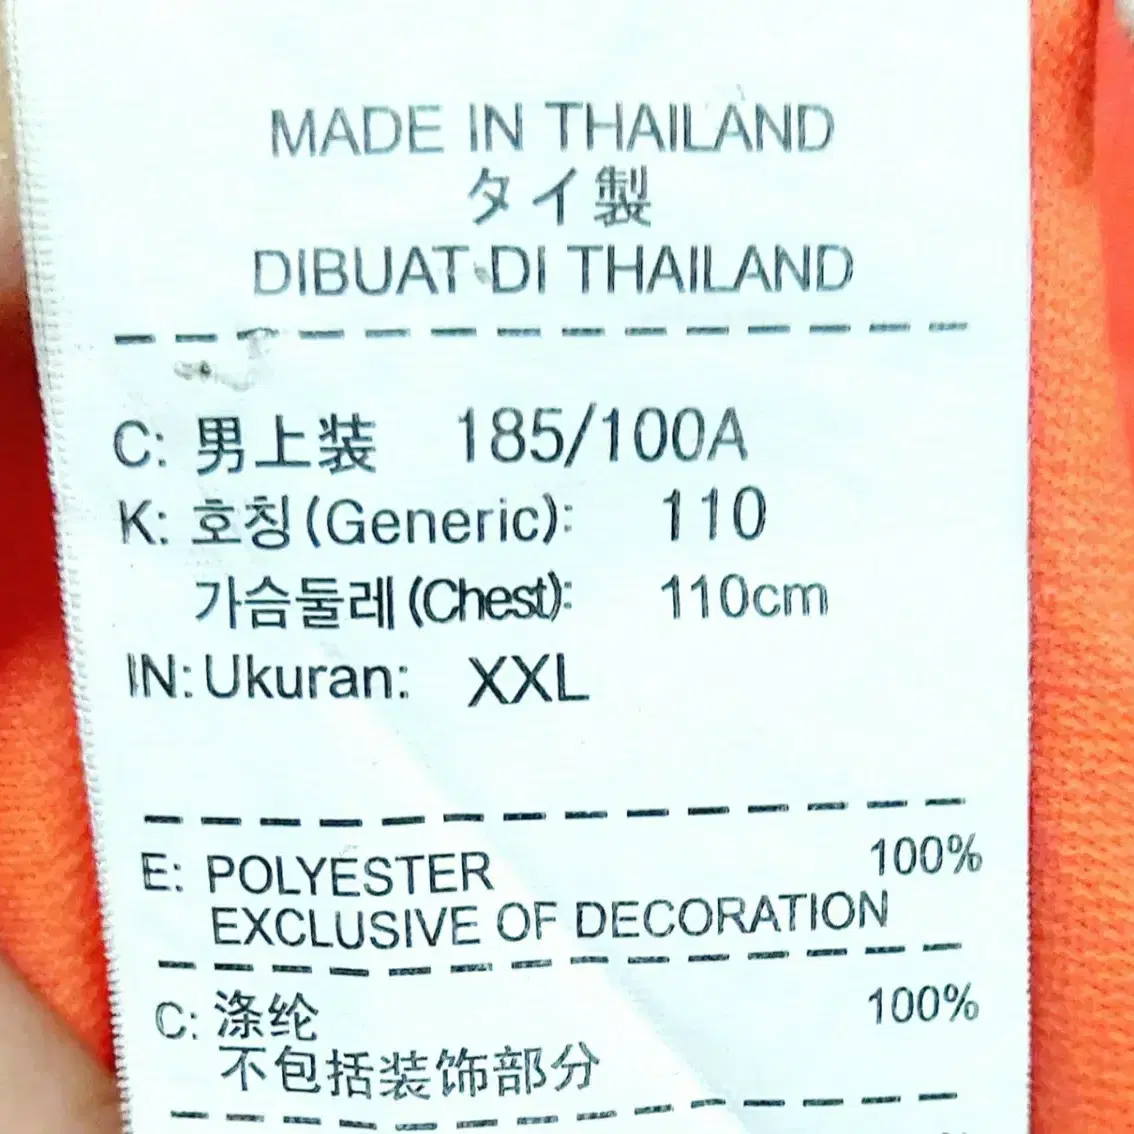 MADE IN THAILAND
タイ製
DIBUAT DI THAILAND
C: 男上装 185/100A
K: 호칭(Generic): 110
가슴둘레(Chest): 110cm
IN: Ukuran: XXL
E: POLYESTER 100%
EXCLUSIVE OF DECORATION
C: 涤纶 100%
不包括装饰部分